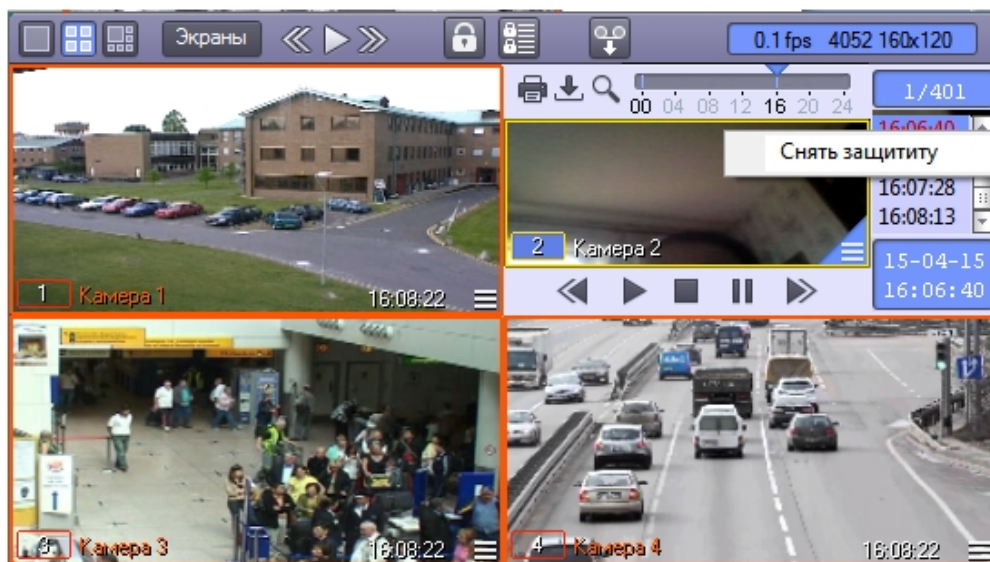 Экраны
0.1 fps 4052 160x120
00 04 08 12 16 20 24
1/401
16:06:40
Снять защититу
16:07:28
16:08:13
2 Камера 2
15-04-15
16:06:40
1 Камера 1
16:08:22
3 Камера 3
16:08:22
4 Камера 4
16:08:22